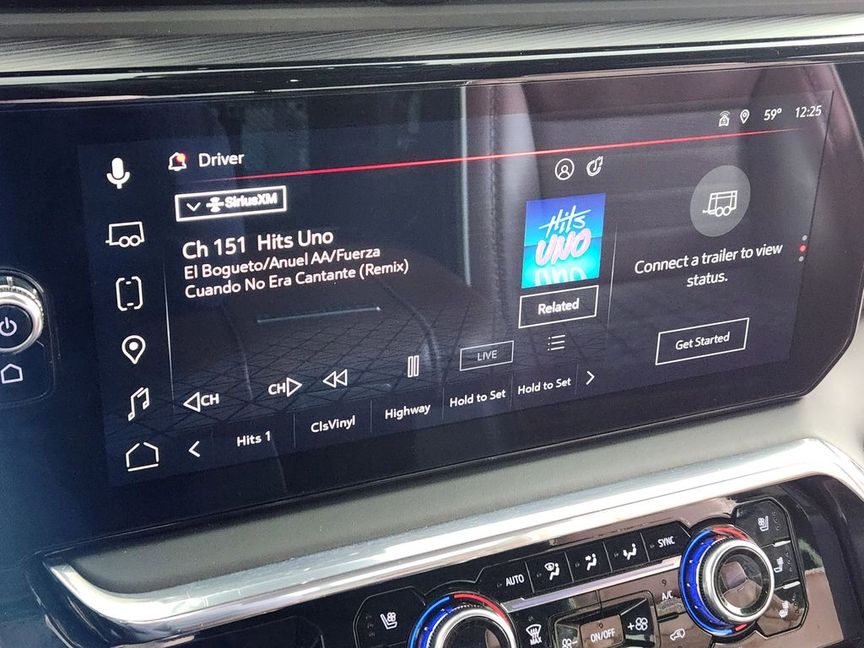 59° 12:25
Driver
SiriusXM
Ch 151 Hits Uno
El Bogueto/Anuel AA/Fuerza
Cuando No Era Cantante (Remix)
Hits
UNO
Related
Connect a trailer to view
status.
Get Started
CH
CH
LIVE
Hits 1
ClsVinyl
Highway
Hold to Set
Hold to Set
AUTO
SYNC
A/C
MAX
ON/OFF